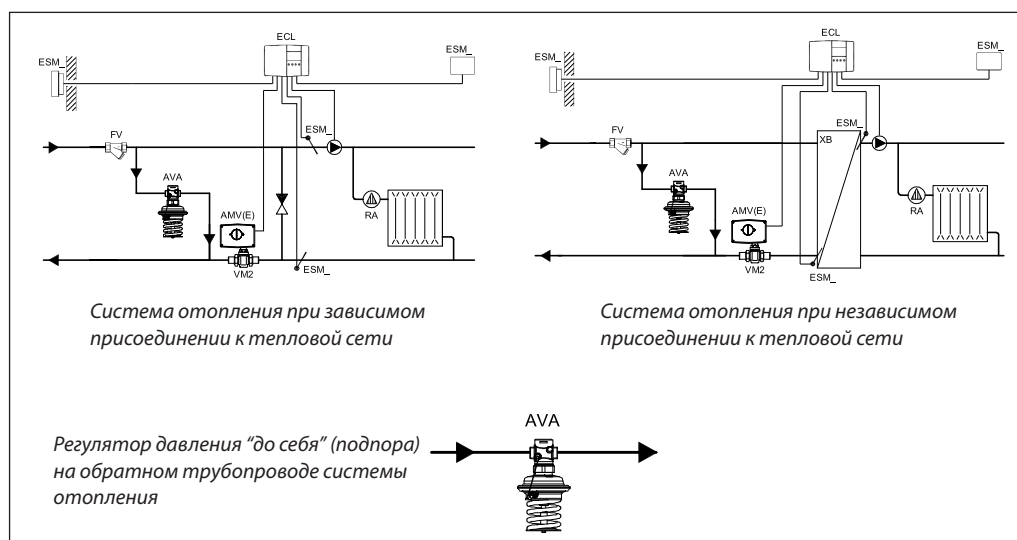 ECL
ESM_
ESM_
FV
ESM_
AVA
AMV(E)
RA
VM2
ESM_
Система отопления при зависимом
присоединении к тепловой сети
ECL
ESM_
ESM_
FV
ESM_
XB
AVA
AMV(E)
RA
VM2
ESM_
Система отопления при независимом
присоединении к тепловой сети
AVA
Регулятор давления “до себя” (подпора)
на обратном трубопроводе системы
отопления